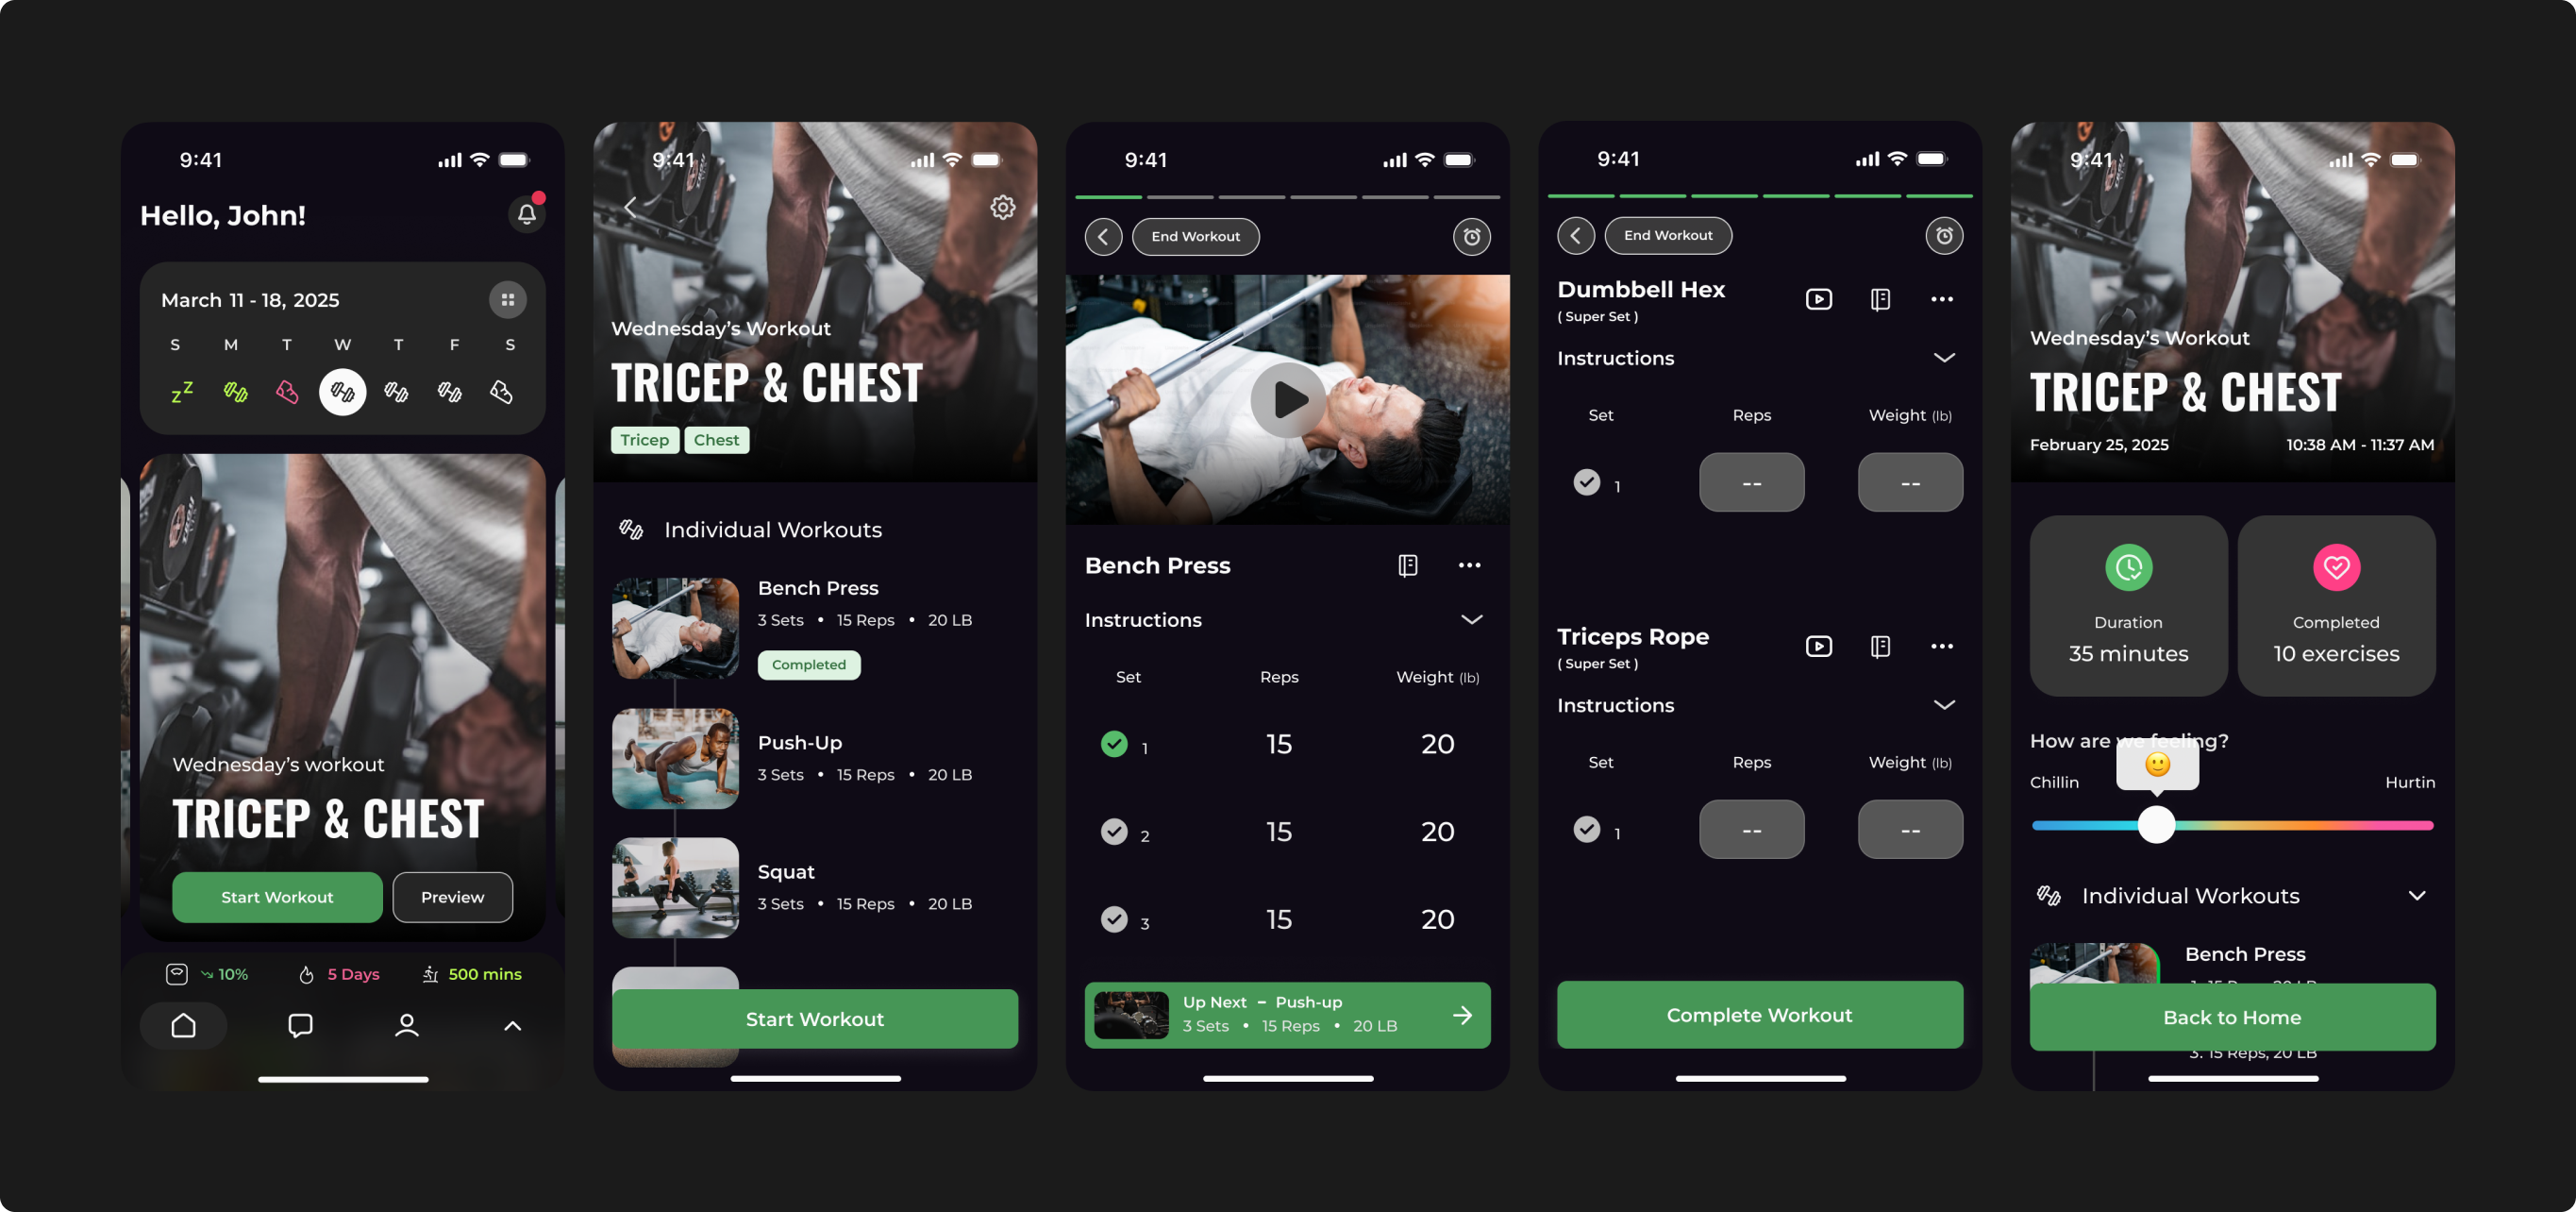 9:41
Hello, John!
March 11 - 18, 2025
S M T W T F S
z Z
Wednesday's workout
TRICEP & CHEST
Start Workout Preview
10% 5 Days 500 mins
9:41
Wednesday's Workout
TRICEP & CHEST
Tricep Chest
Individual Workouts
Bench Press
3 Sets • 15 Reps • 20 LB
Completed
Push-Up
3 Sets • 15 Reps • 20 LB
Squat
3 Sets • 15 Reps • 20 LB
Start Workout
9:41
End Workout
Bench Press
Instructions
Set Reps Weight (lb)
1 15 20
2 15 20
3 15 20
Up Next - Push-up
3 Sets • 15 Reps • 20 LB
9:41
End Workout
Dumbbell Hex
( Super Set )
Instructions
Set Reps Weight (lb)
1 -- --
Triceps Rope
( Super Set )
Instructions
Set Reps Weight (lb)
1 -- --
Complete Workout
9:41
Wednesday's Workout
TRICEP & CHEST
February 25, 2025 10:38 AM - 11:37 AM
Duration
35 minutes
Completed
10 exercises
How are we feeling?
Chillin Hurtin
Individual Workouts
Bench Press
Back to Home
3. 15 Reps, 20 LB